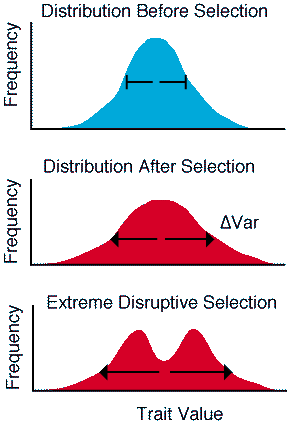 Distribution Before Selection
Frequency
Distribution After Selection
Frequency
ΔVar
Extreme Disruptive Selection
Frequency
Trait Value